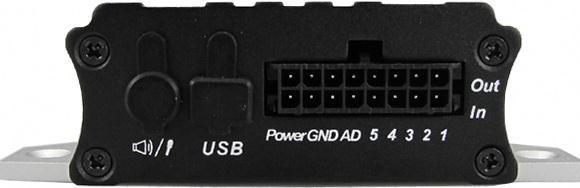 Out
In
Power GND AD 5 4 3 2 1
USB
/